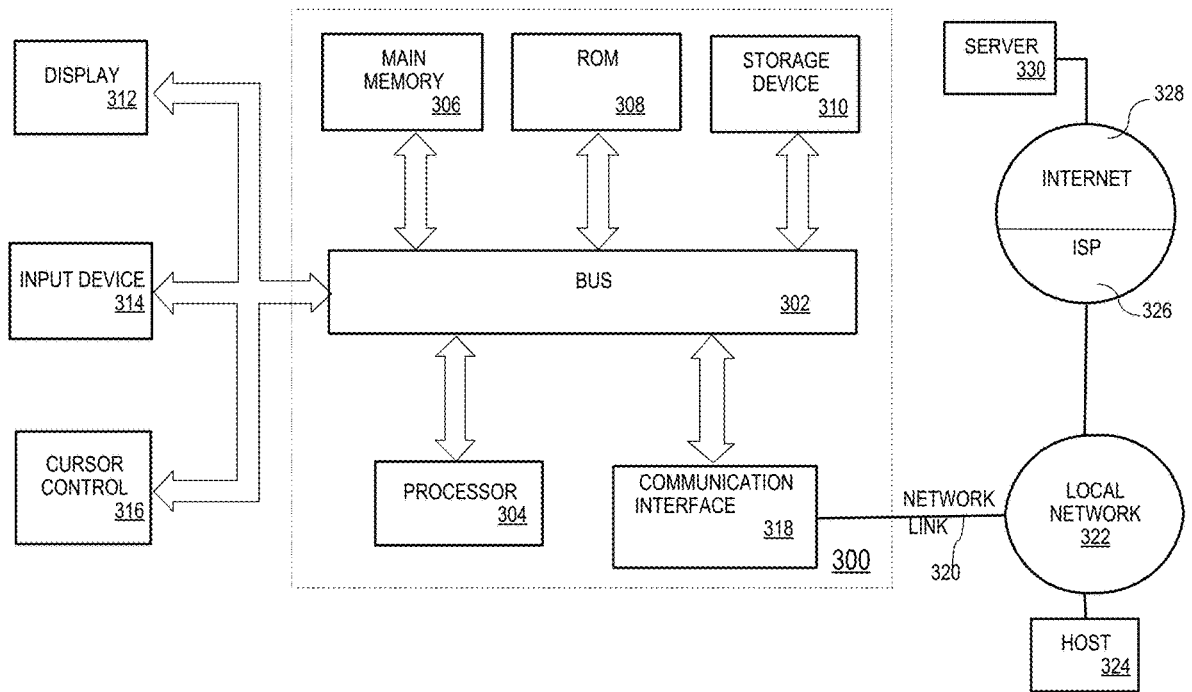 DISPLAY
312
INPUT DEVICE
314
CURSOR
CONTROL
316
MAIN
MEMORY
306
ROM
308
STORAGE
DEVICE
310
BUS
302
PROCESSOR
304
COMMUNICATION
INTERFACE
318
300
NETWORK
LINK
320
SERVER
330
328
INTERNET
ISP
326
LOCAL
NETWORK
322
HOST
324